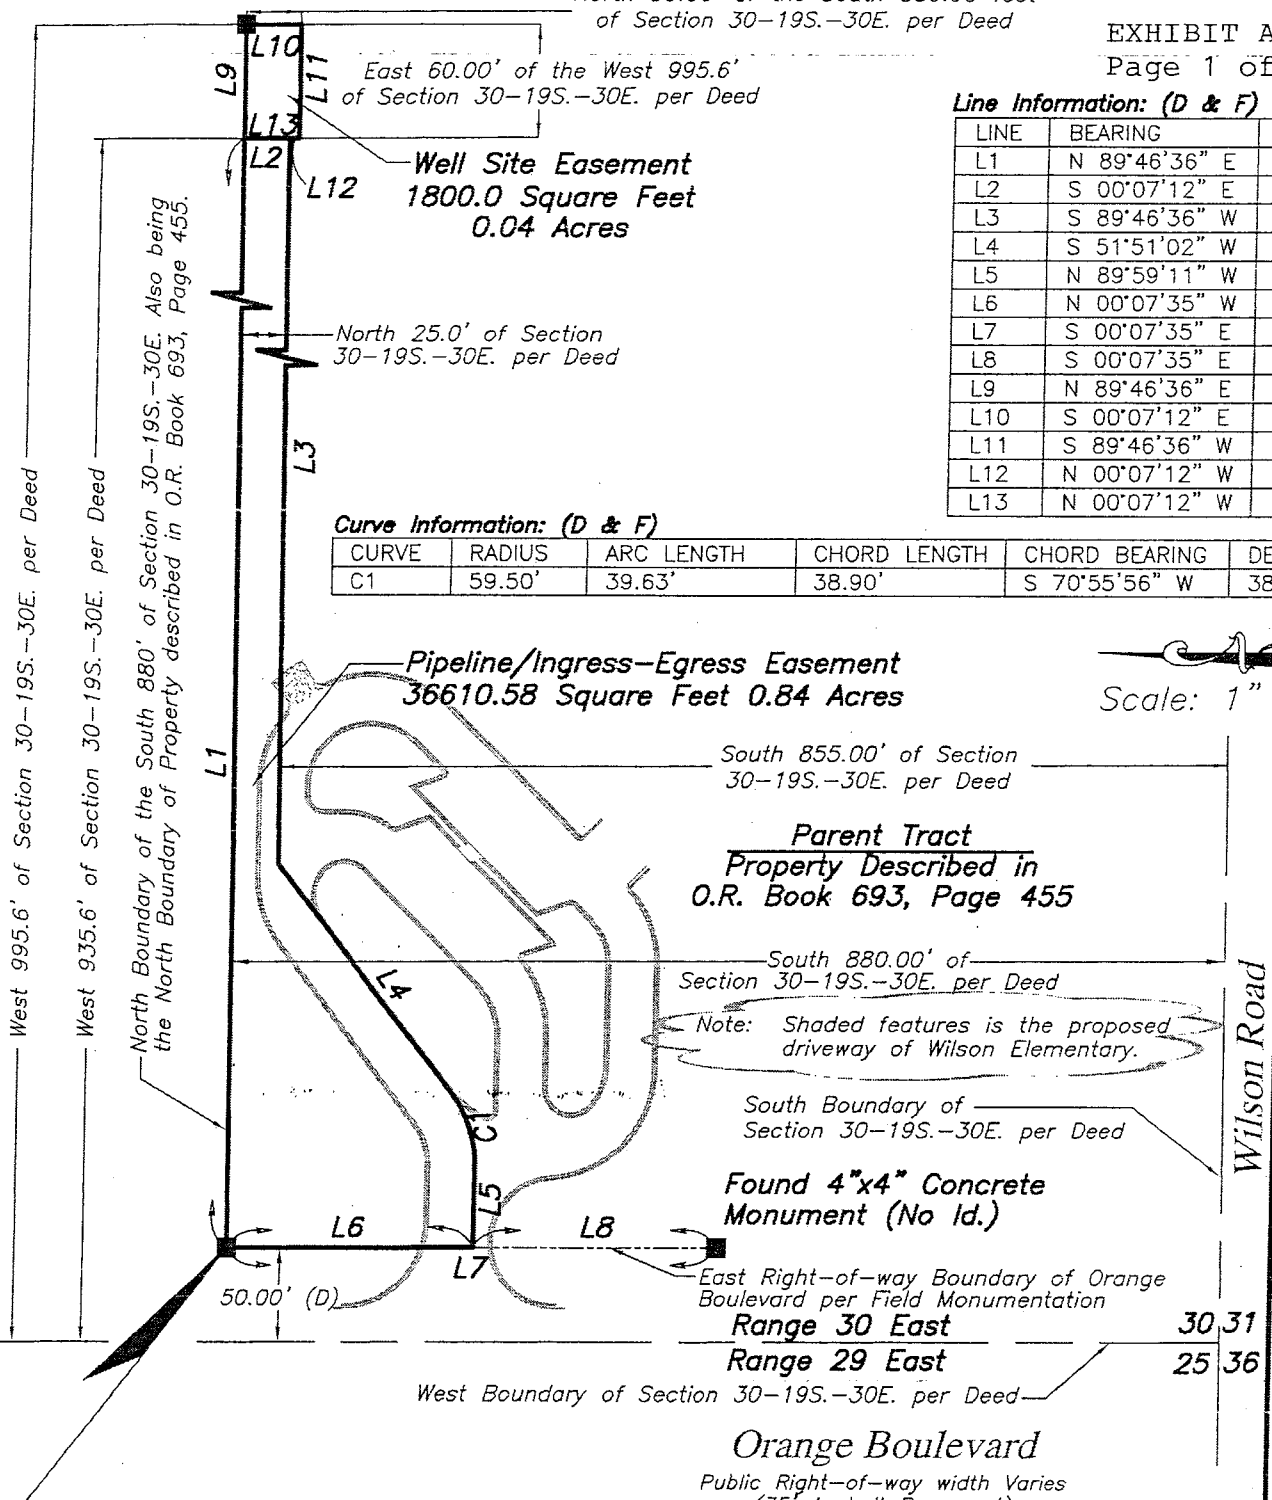 of Section 30-19S.-30E. per Deed
EXHIBIT A
Page 1 of
L10
L9
L11
East 60.00' of the West 995.6'
of Section 30-19S.-30E. per Deed
L13
L2
L12
Well Site Easement
1800.0 Square Feet
0.04 Acres
Line Information: (D & F)
LINE BEARING
L1 N 89°46'36" E
L2 S 00°07'12" E
L3 S 89°46'36" W
L4 S 51°51'02" W
L5 N 89°59'11" W
L6 N 00°07'35" W
L7 S 00°07'35" E
L8 S 00°07'35" E
L9 N 89°46'36" E
L10 S 00°07'12" E
L11 S 89°46'36" W
L12 N 00°07'12" W
L13 N 00°07'12" W
North 25.0' of Section
30-19S.-30E. per Deed
West 995.6' of Section 30-19S.-30E. per Deed
West 935.6' of Section 30-19S.-30E. per Deed
North Boundary of the South 880' of Section 30-19S.-30E. Also being
the North Boundary of Property described in O.R. Book 693, Page 455.
L3
L1
Curve Information: (D & F)
CURVE RADIUS ARC LENGTH CHORD LENGTH CHORD BEARING DE
C1 59.50' 39.63' 38.90' S 70°55'56" W 38
Pipeline/Ingress-Egress Easement
36610.58 Square Feet 0.84 Acres
Scale: 1"
South 855.00' of Section
30-19S.-30E. per Deed
Parent Tract
Property Described in
O.R. Book 693, Page 455
L4
South 880.00' of
Section 30-19S.-30E. per Deed
Note: Shaded features is the proposed
driveway of Wilson Elementary.
Wilson Road
South Boundary of
Section 30-19S.-30E. per Deed
C1
Found 4"x4" Concrete
Monument (No Id.)
L5
L6
L7
L8
50.00' (D)
East Right-of-way Boundary of Orange
Boulevard per Field Monumentation
Range 30 East
30 31
Range 29 East
25 36
West Boundary of Section 30-19S.-30E. per Deed
Orange Boulevard
Public Right-of-way width Varies